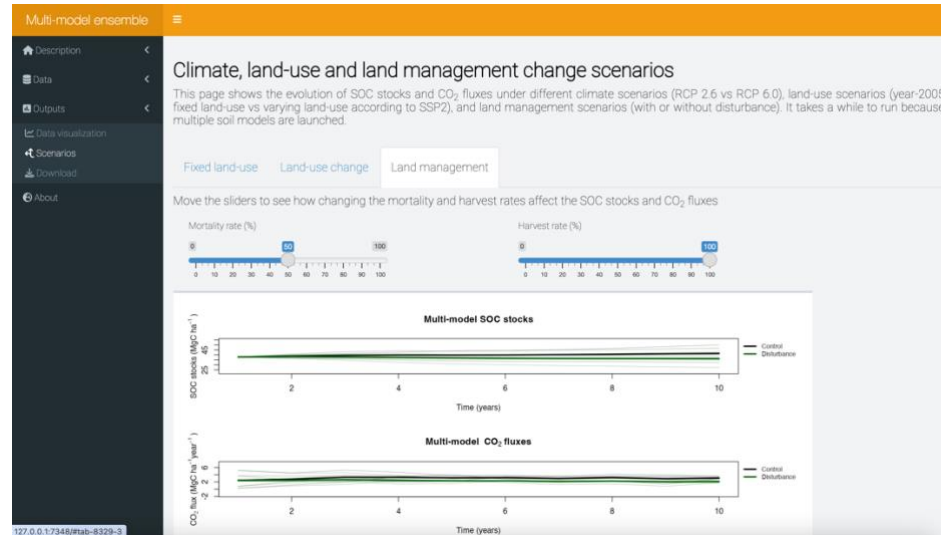 Multi-model ensemble
Description
Data
Outputs
Data visualization
Scenarios
Download
About
Climate, land-use and land management change scenarios
This page shows the evolution of SOC stocks and CO2 fluxes under different climate scenarios (RCP 2.6 vs RCP 6.0), land-use scenarios (year-2005
fixed land-use vs varying land-use according to SSP2), and land management scenarios (with or without disturbance). It takes a while to run because
multiple soil models are launched.
Fixed land-use Land-use change Land management
Move the sliders to see how changing the mortality and harvest rates affect the SOC stocks and CO2 fluxes
Mortality rate (%) Harvest rate (%)
0 50 100 0 100
0 10 20 30 40 50 60 70 80 90 100 0 10 20 30 40 50 60 70 80 90 100
Multi-model SOC stocks
SOC stocks (MgC ha⁻¹)
45
25
Control
Disturbance
2 4 6 8 10
Time (years)
Multi-model CO2 fluxes
CO2 flux (MgC ha⁻¹year⁻¹)
6
2
-2
Control
Disturbance
2 4 6 8 10
Time (years)
127.0.0.1:7348/#tab-8329-3